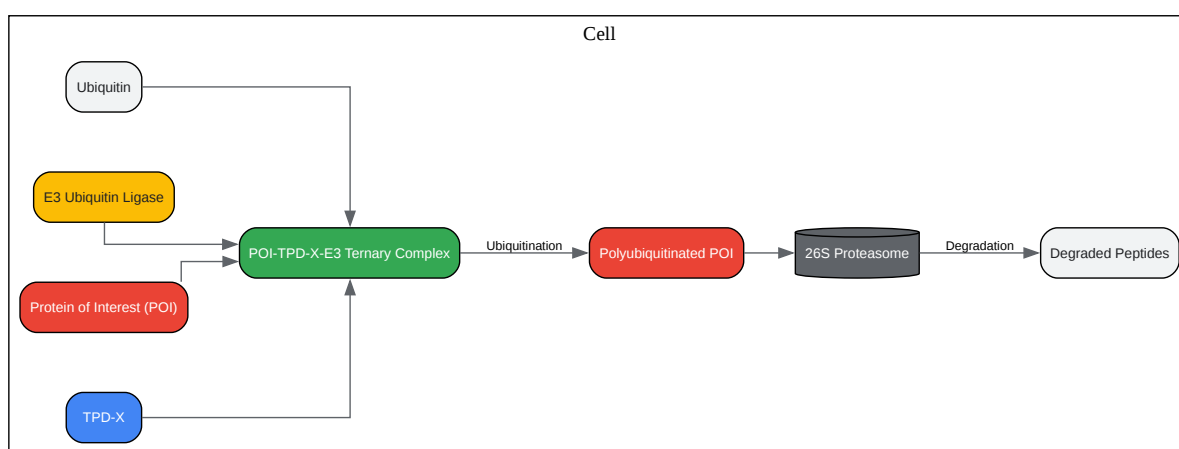 Cell
Ubiquitin
E3 Ubiquitin Ligase
Protein of Interest (POI)
TPD-X
POI-TPD-X-E3 Ternary Complex
Ubiquitination
Polyubiquitinated POI
26S Proteasome
Degradation
Degraded Peptides